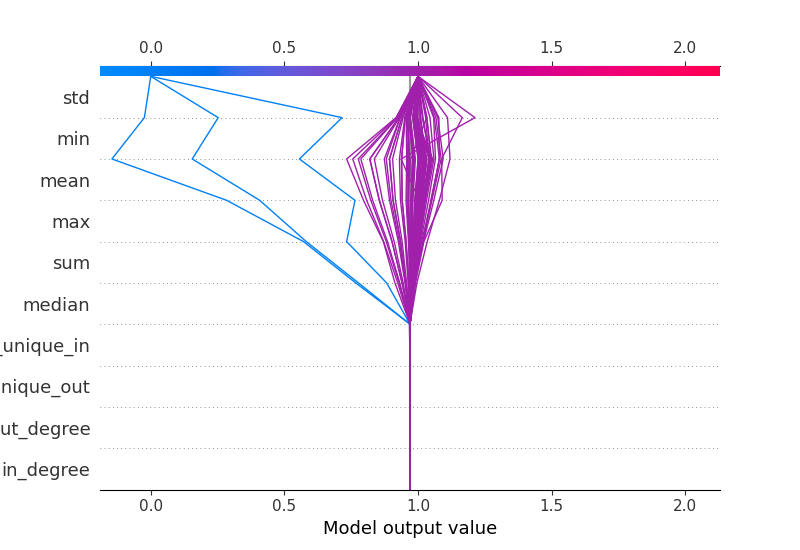 0.0 0.5 1.0 1.5 2.0
std
min
mean
max
sum
median
_unique_in
nique_out
ut_degree
in_degree
0.0 0.5 1.0 1.5 2.0
Model output value